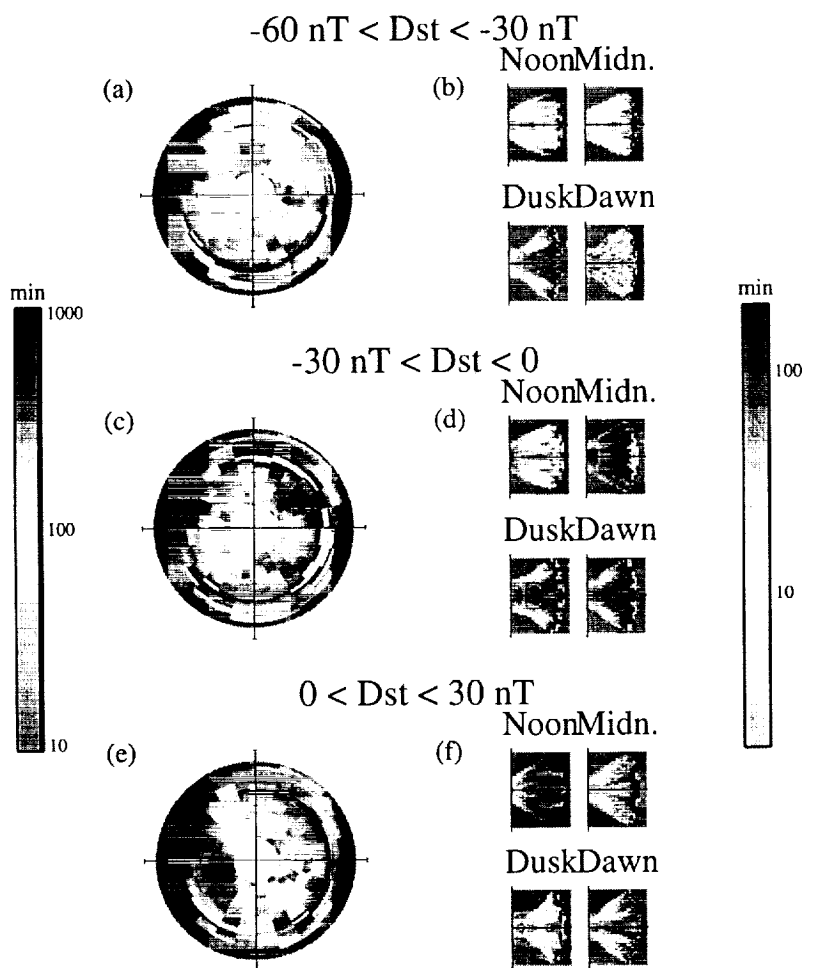 -60 nT < Dst < -30 nT
(a)
(b)
NoonMidn.
DuskDawn
min
1000
100
10
min
100
10
-30 nT < Dst < 0
(c)
(d)
NoonMidn.
DuskDawn
0 < Dst < 30 nT
(e)
(f)
NoonMidn.
DuskDawn